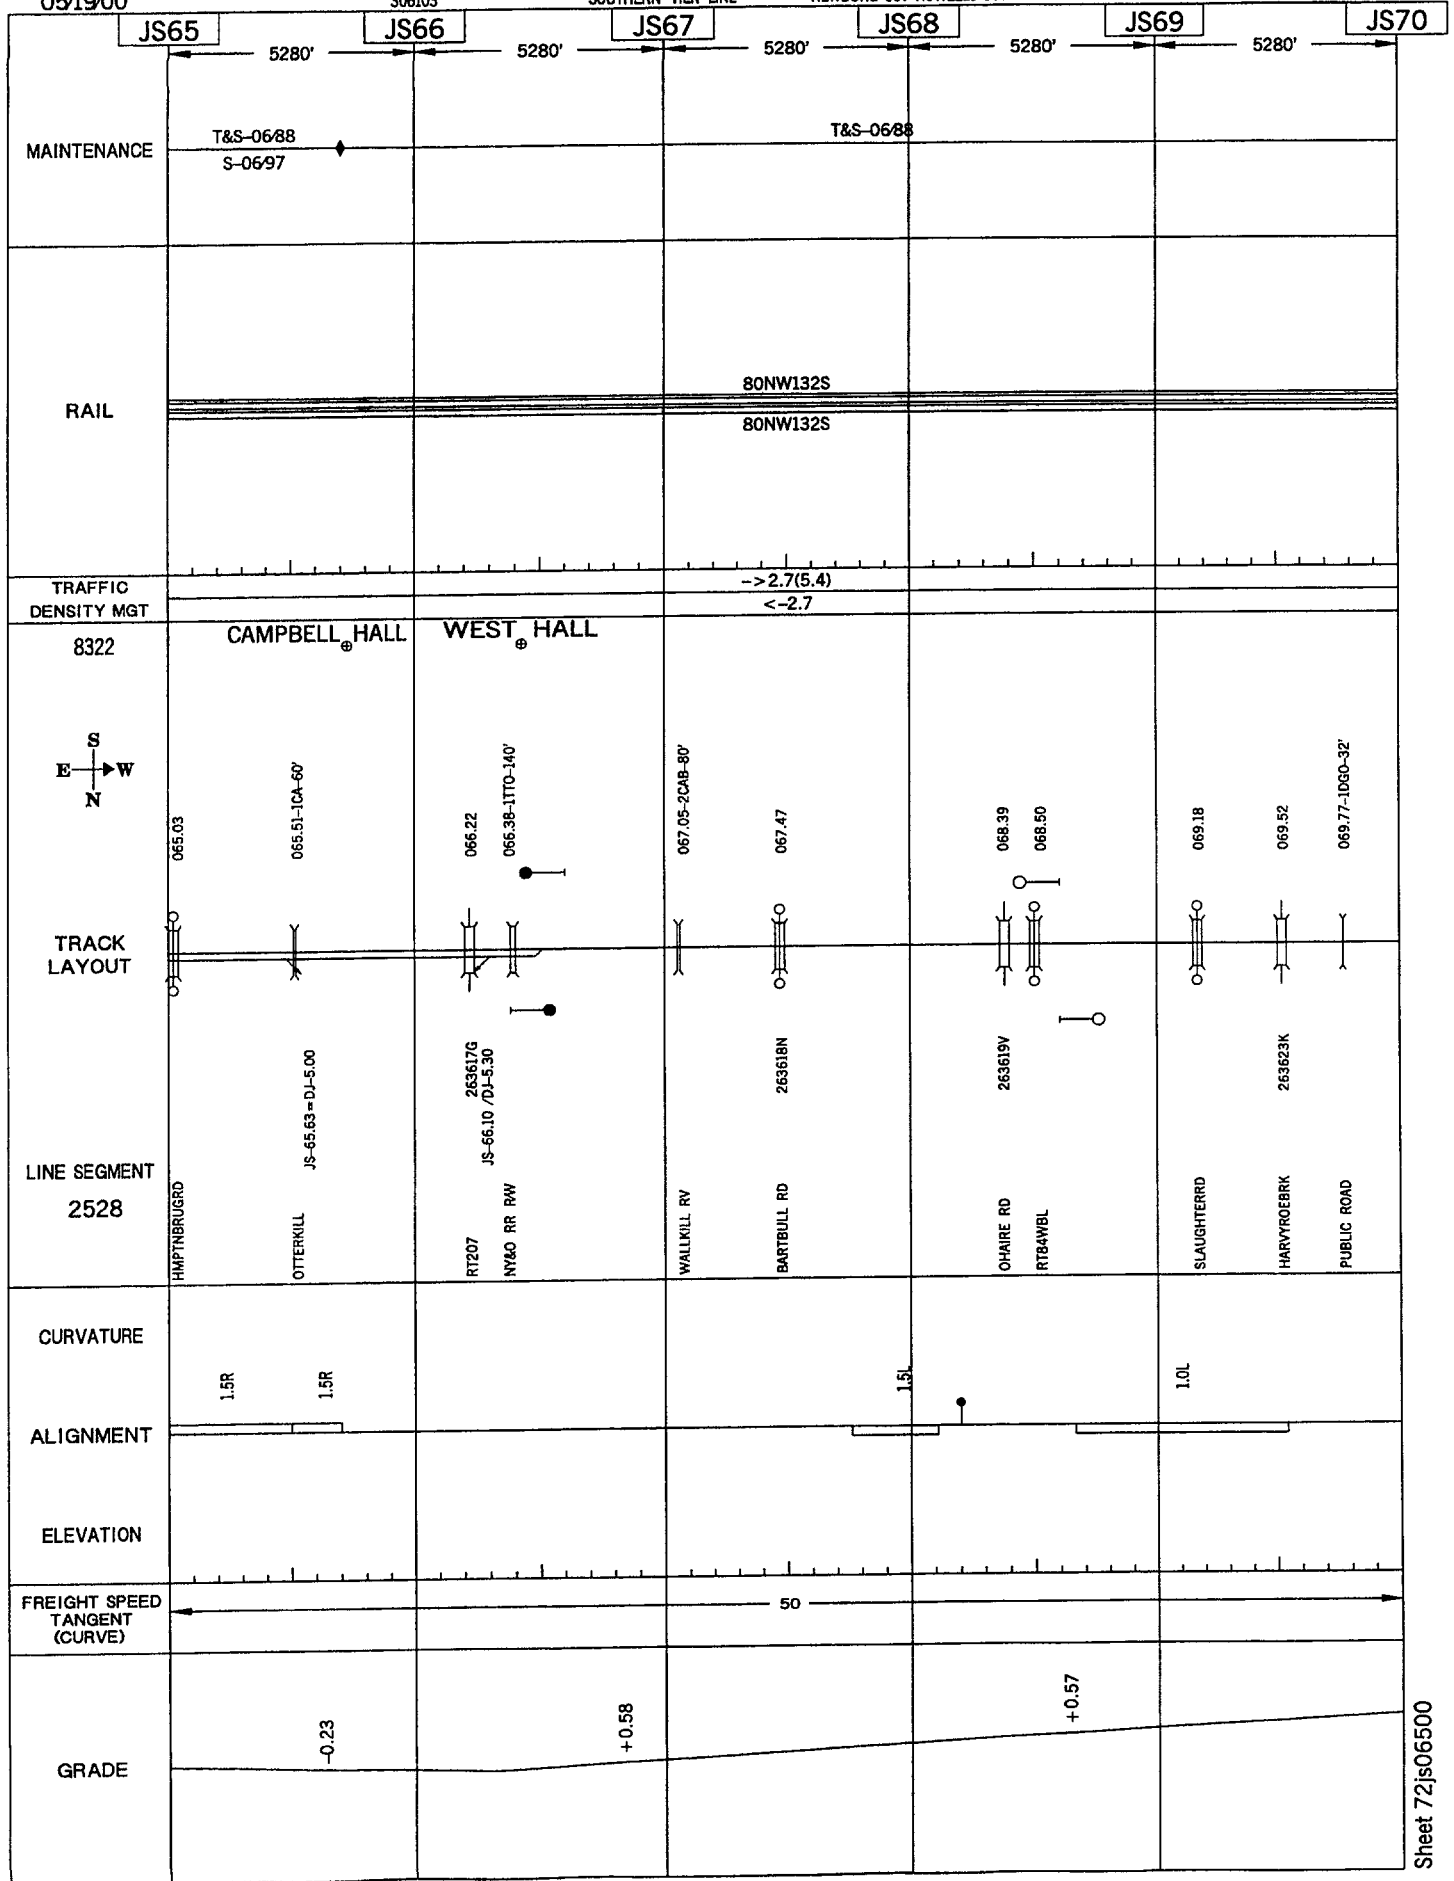 05/19/00
S06103
JS65 JS66 JS67 JS68 JS69 JS70
5280' 5280' 5280' 5280' 5280'
MAINTENANCE
T&S-06/88
S-06/97
T&S-06/88
RAIL
80NW132S
80NW132S
TRAFFIC
DENSITY MGT
->2.7(5.4)
<-2.7
8322
CAMPBELL HALL
WEST HALL
S
E W
N
065.03
065.51-1CA-60'
066.22
066.38-1TTO-140'
067.05-2CAB-80'
067.47
068.39
068.50
069.18
069.52
069.77-1DGO-32'
TRACK
LAYOUT
JS-65.63=DJ-5.00
263617G
JS-66.10 /DJ-5.30
263618N
263619V
263623K
LINE SEGMENT
2528
HMPTNBRUGRD
OTTERKILL
RT207
NY&O RR R/W
WALLKILL RV
BARTBULL RD
OHAIRE RD
RT84WBL
SLAUGHTERRD
HARVYROEBRK
PUBLIC ROAD
CURVATURE
1.5R
1.5R
1.5L
1.0L
ALIGNMENT
ELEVATION
FREIGHT SPEED
TANGENT
(CURVE)
50
GRADE
-0.23
+0.58
+0.57
Sheet 72js06500